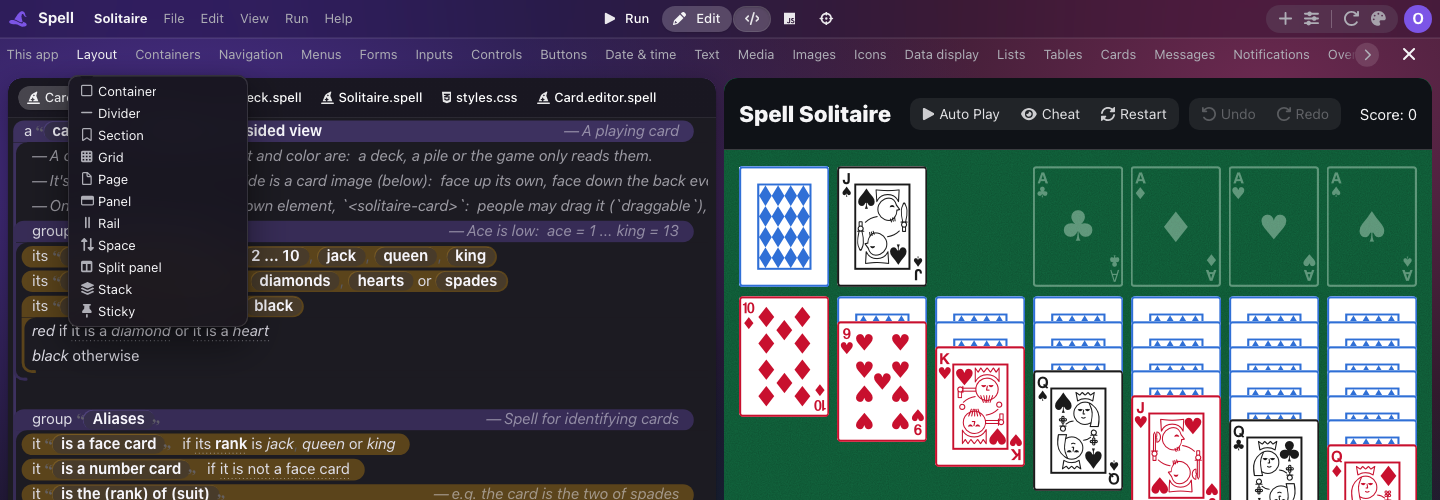 Spell Solitaire File Edit View Run Help Run Edit JS O
This app Layout Containers Navigation Menus Forms Inputs Controls Buttons Date & time Text Media Images Icons Data display Lists Tables Cards Messages Notifications
Container
Divider
Section
Grid
Page
Panel
Rail
Space
Split panel
Stack
Sticky
Solitaire.spell styles.css Card.editor.spell
a " sided view — A playing card
t and color are: a deck, a pile or the game only reads them.
— It's de is a card image (below): face up its own, face down the back
own element, `<solitaire-card>`: people may drag it (`draggable`),
group — Ace is low: ace = 1 ... king = 13
its " 2 ... 10 jack queen king
its " diamonds hearts or spades
its " black
red if it is a diamond or it is a heart
black otherwise
group " Aliases " — Spell for identifying cards
it " is a face card " if its rank is jack queen or king
it " is a number card " if it is not a face card
it " is the (rank) of (suit) " — e.g. the card is the two of spades
Spell Solitaire Auto Play Cheat Restart Undo Redo Score: 0
J J A A A A A A A A
10 10 9 9 K K Q Q J Q Q